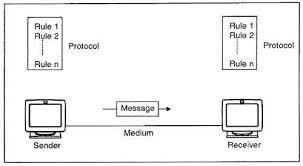 Rule 1
Rule 2
Rule n
Protocol
Rule 1
Rule 2
Rule n
Protocol
Message
Sender
Medium
Receiver